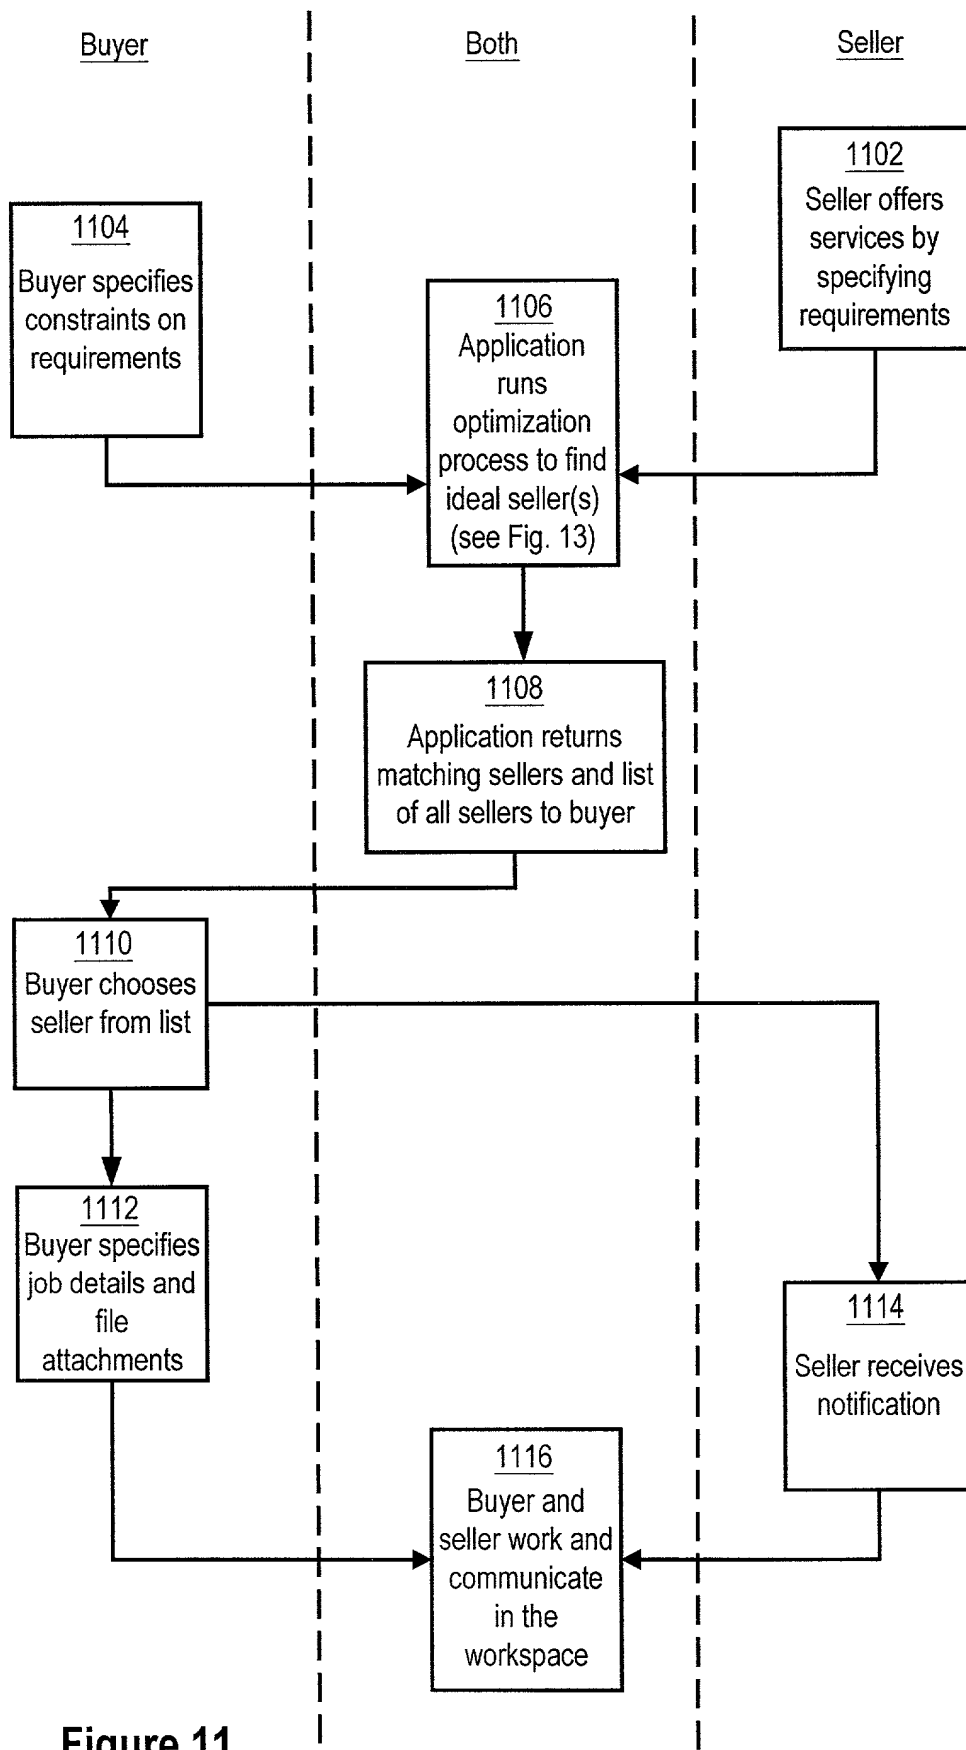 Buyer
Both
Seller
1102
Seller offers
services by
specifying
requirements
1104
Buyer specifies
constraints on
requirements
1106
Application
runs
optimization
process to find
ideal seller(s)
(see Fig. 13)
1108
Application returns
matching sellers and list
of all sellers to buyer
1110
Buyer chooses
seller from list
1112
Buyer specifies
job details and
file
attachments
1114
Seller receives
notification
1116
Buyer and
seller work and
communicate
in the
workspace
Figure 11